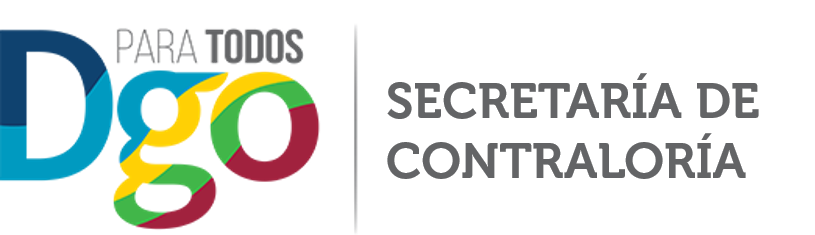 PARA TODOS
Dgo
SECRETARÍA DE
CONTRALORÍA